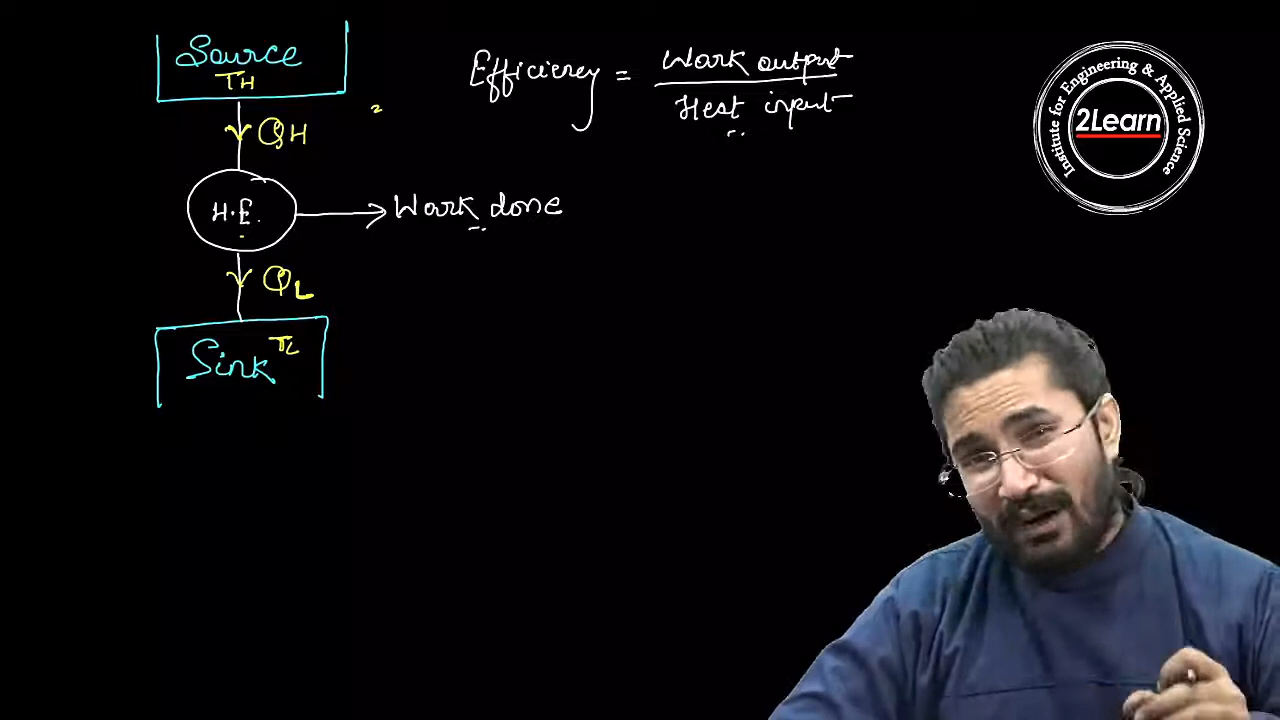 Source
TH
QH
H.E.
Work done
QL
Sink TL
Efficiency = Work output
Heat input
Institute for Engineering & Applied Science
2Learn